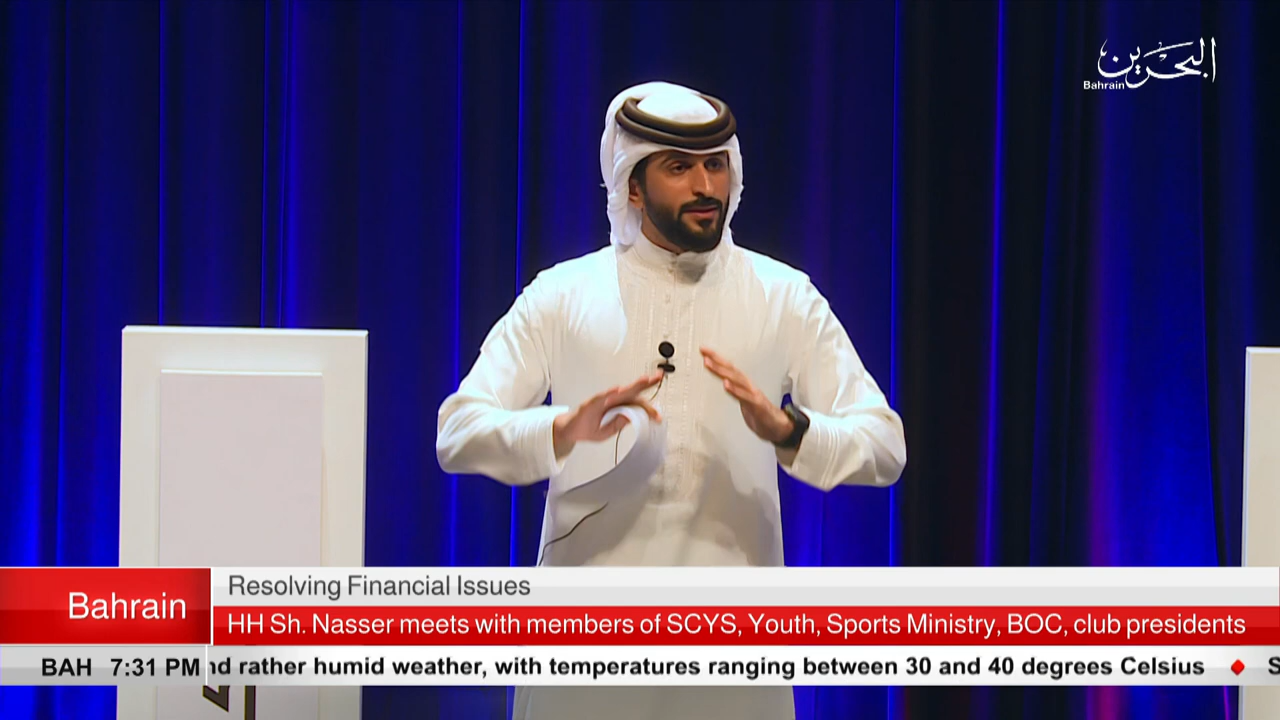 البحرين
Bahrain
Resolving Financial Issues
Bahrain
HH Sh. Nasser meets with members of SCYS, Youth, Sports Ministry, BOC, club presidents
BAH 7:31 PM
rather humid weather, with temperatures ranging between 30 and 40 degrees Celsius